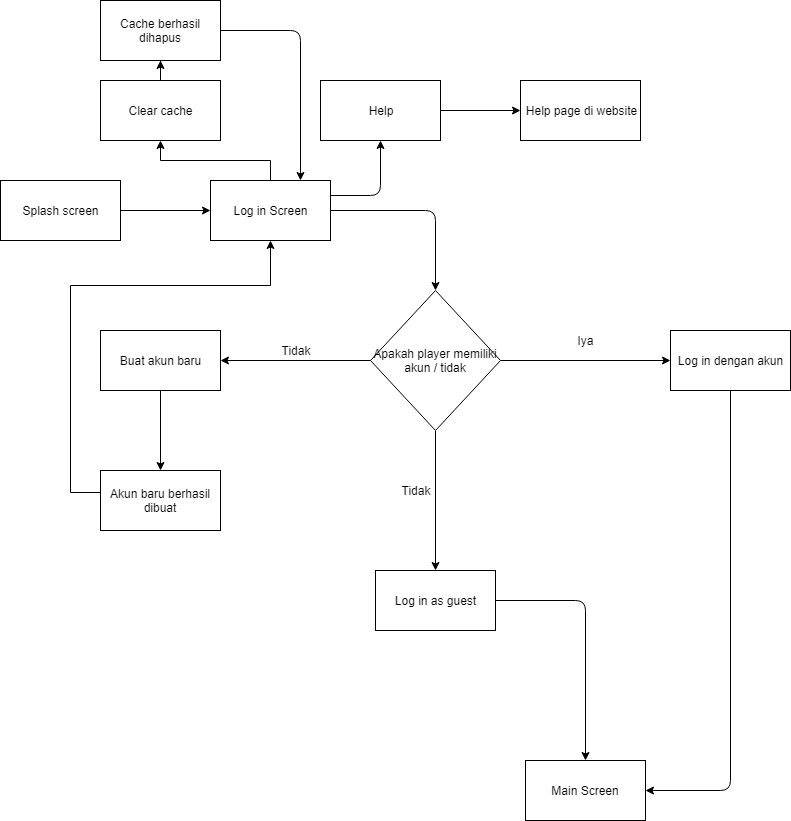 Cache berhasil
dihapus
Clear cache
Help
Help page di website
Splash screen
Log in Screen
Apakah player memiliki
akun / tidak
Tidak
Iya
Buat akun baru
Log in dengan akun
Akun baru berhasil
dibuat
Tidak
Log in as guest
Main Screen